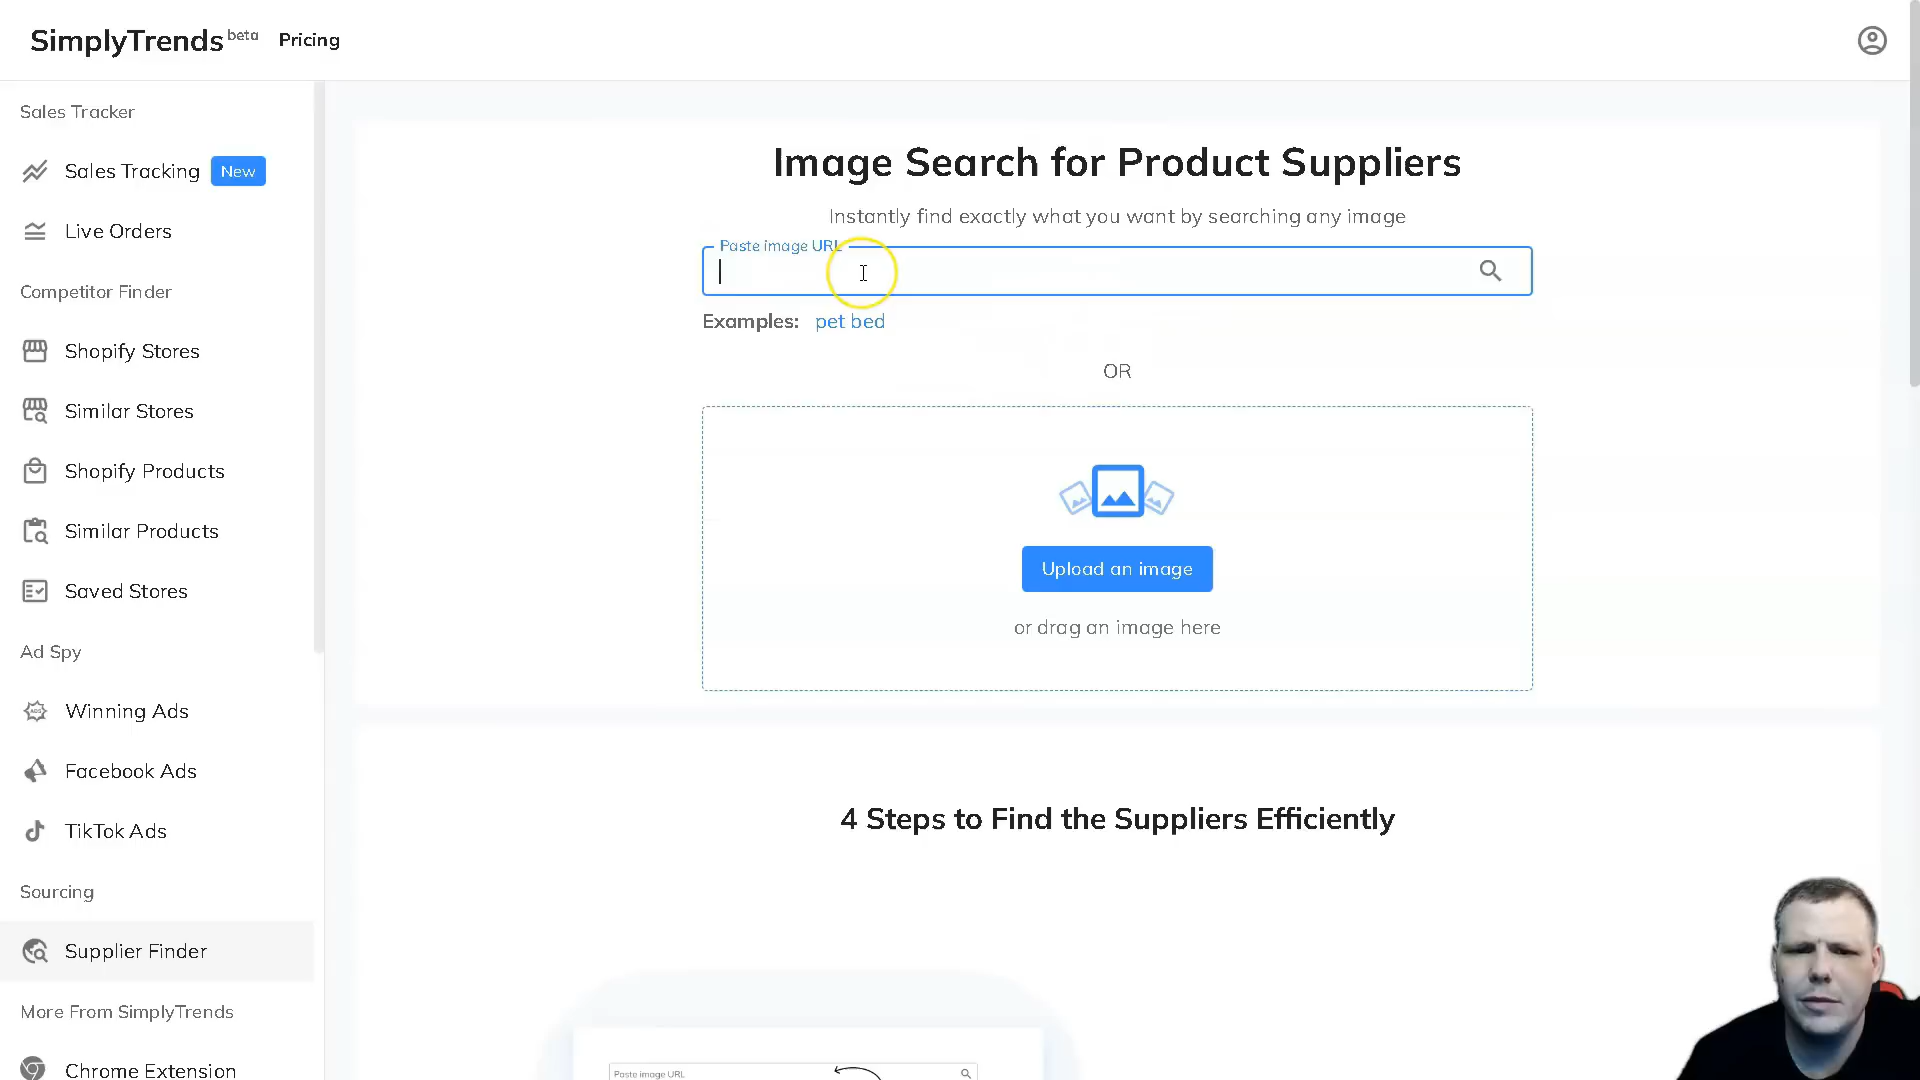 SimplyTrends beta Pricing
Sales Tracker
Sales Tracking New
Live Orders
Competitor Finder
Shopify Stores
Similar Stores
Shopify Products
Similar Products
Saved Stores
Ad Spy
Winning Ads
Facebook Ads
TikTok Ads
Sourcing
Supplier Finder
More From SimplyTrends
Chrome Extension
Image Search for Product Suppliers
Instantly find exactly what you want by searching any image
Paste image URL
Examples: pet bed
OR
Upload an image
or drag an image here
4 Steps to Find the Suppliers Efficiently
Paste image URL